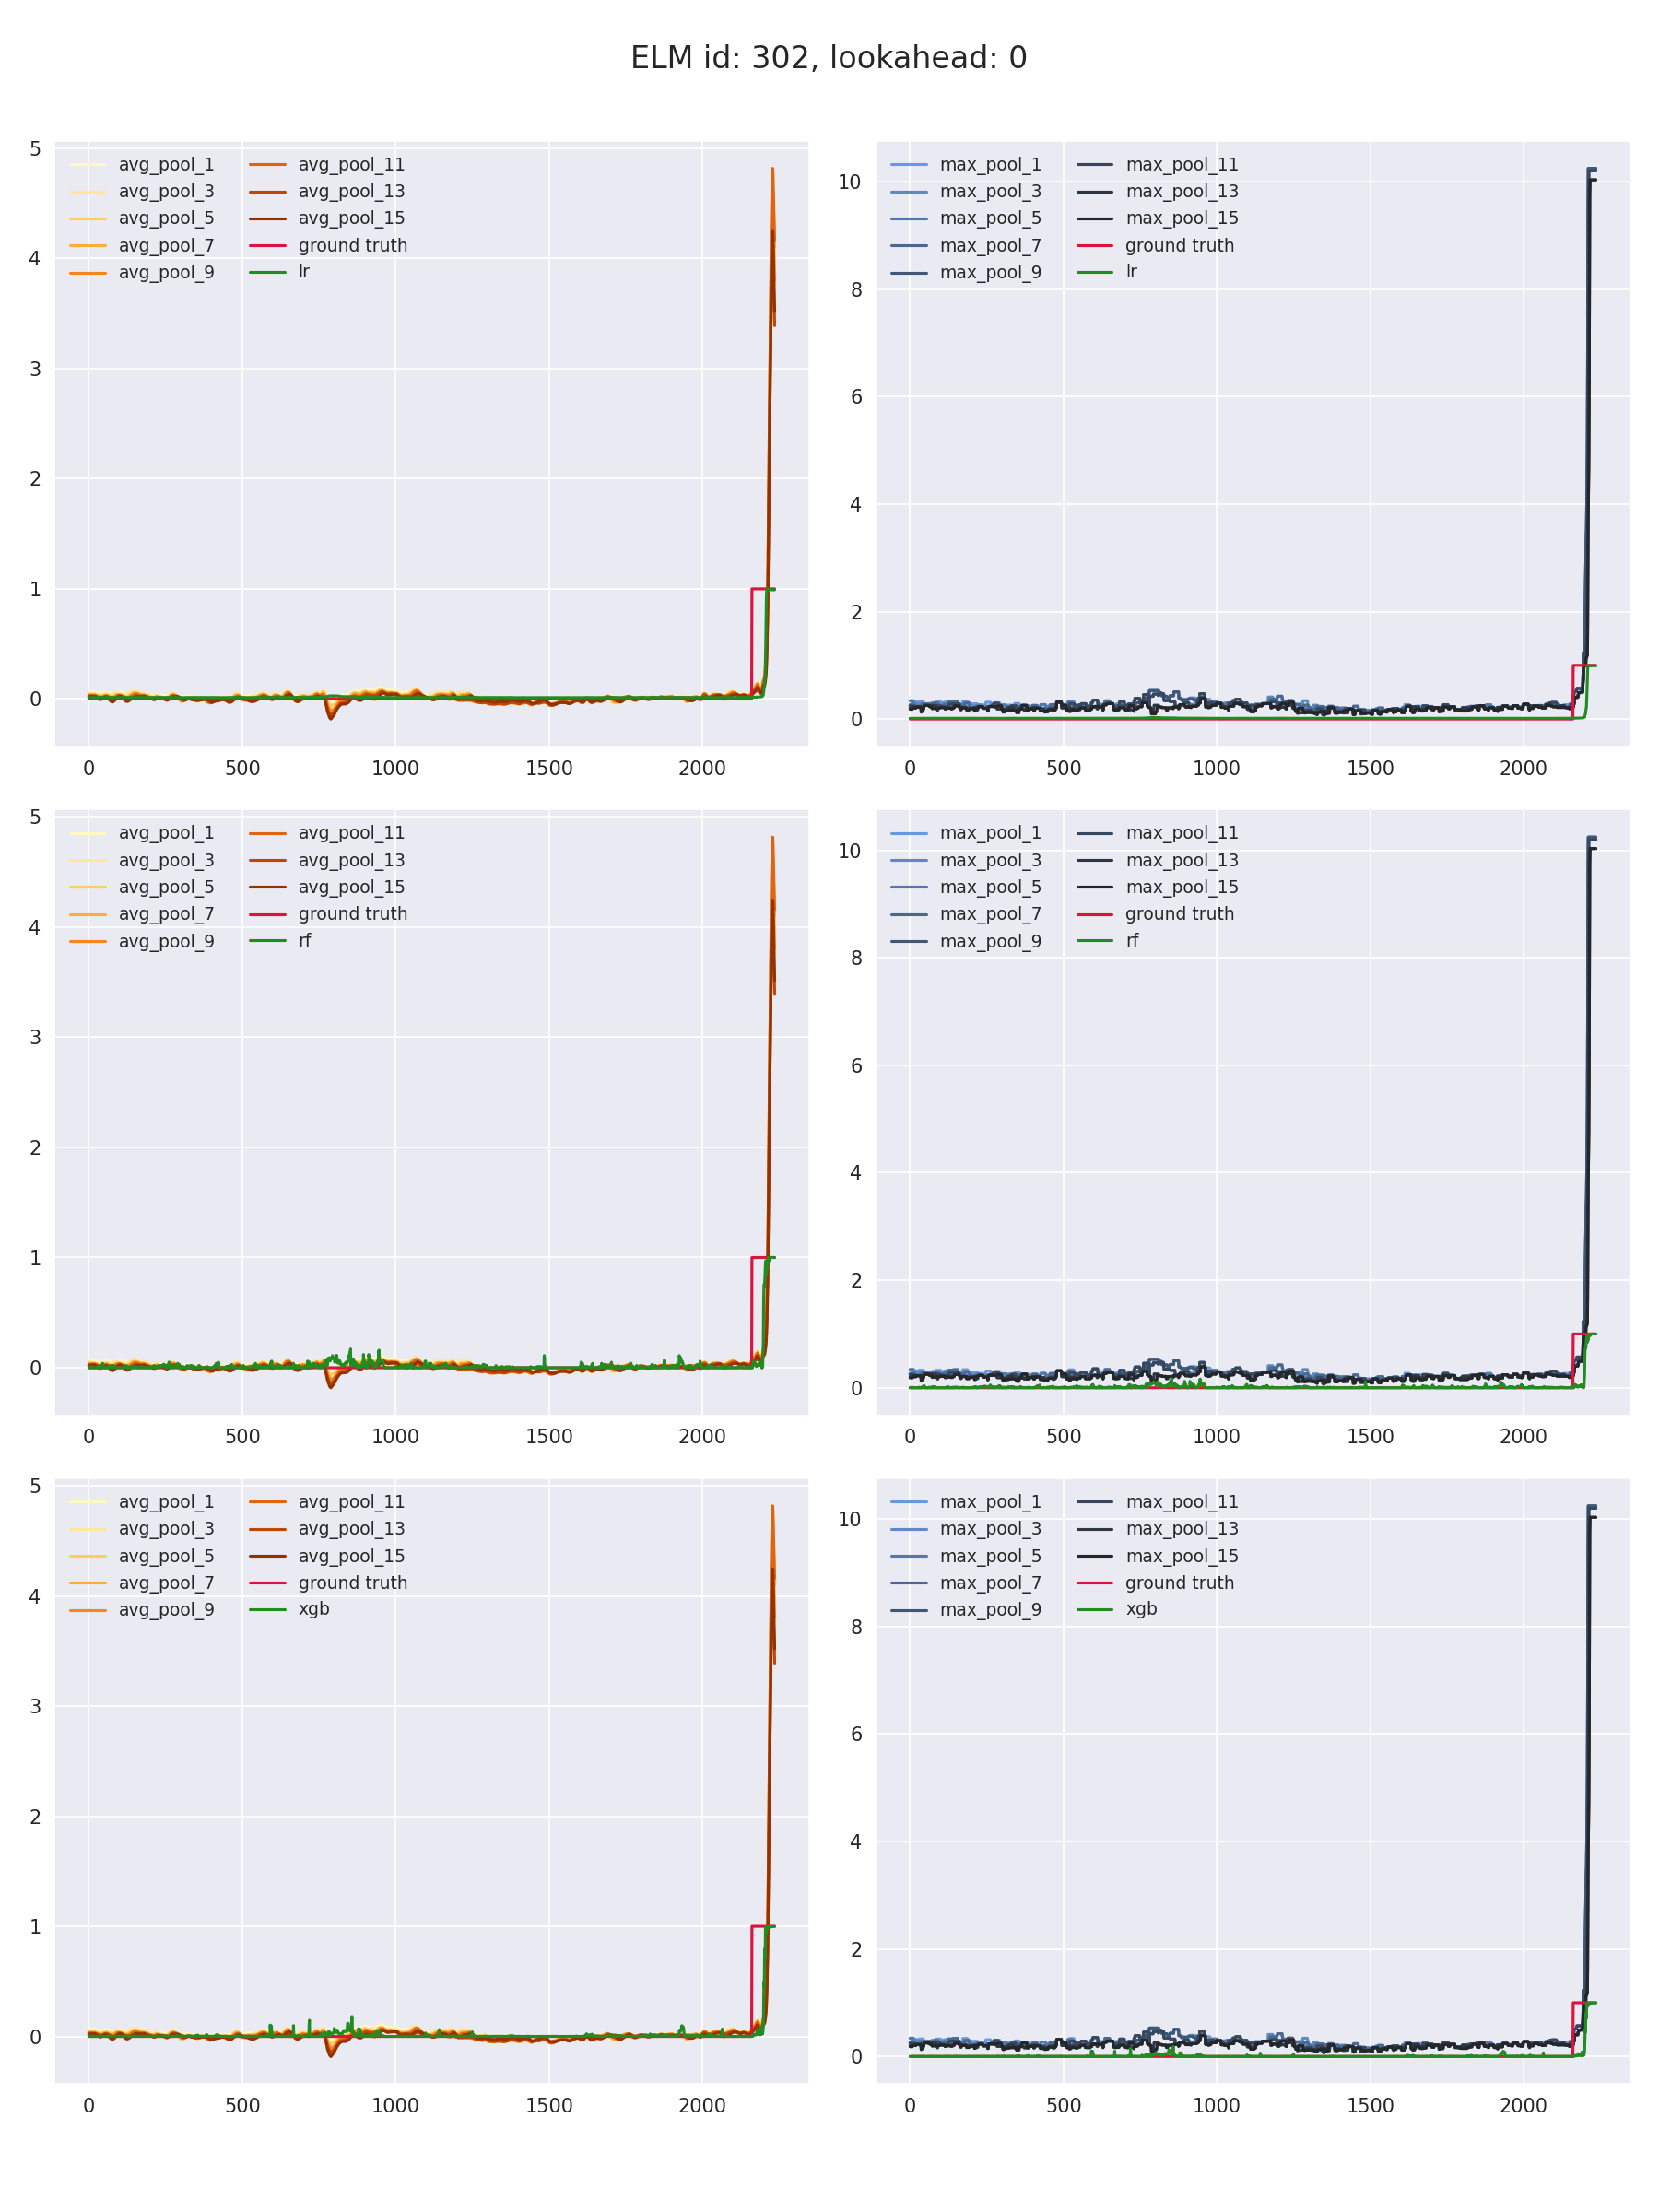 ELM id: 302, lookahead: 0
5
4
3
2
1
0
avg_pool_1
avg_pool_3
avg_pool_5
avg_pool_7
avg_pool_9
avg_pool_11
avg_pool_13
avg_pool_15
ground truth
lr
0 500 1000 1500 2000
10
8
6
4
2
0
max_pool_1
max_pool_3
max_pool_5
max_pool_7
max_pool_9
max_pool_11
max_pool_13
max_pool_15
ground truth
lr
0 500 1000 1500 2000
5
4
3
2
1
0
avg_pool_1
avg_pool_3
avg_pool_5
avg_pool_7
avg_pool_9
avg_pool_11
avg_pool_13
avg_pool_15
ground truth
rf
0 500 1000 1500 2000
10
8
6
4
2
0
max_pool_1
max_pool_3
max_pool_5
max_pool_7
max_pool_9
max_pool_11
max_pool_13
max_pool_15
ground truth
rf
0 500 1000 1500 2000
5
4
3
2
1
0
avg_pool_1
avg_pool_3
avg_pool_5
avg_pool_7
avg_pool_9
avg_pool_11
avg_pool_13
avg_pool_15
ground truth
xgb
0 500 1000 1500 2000
10
8
6
4
2
0
max_pool_1
max_pool_3
max_pool_5
max_pool_7
max_pool_9
max_pool_11
max_pool_13
max_pool_15
ground truth
xgb
0 500 1000 1500 2000